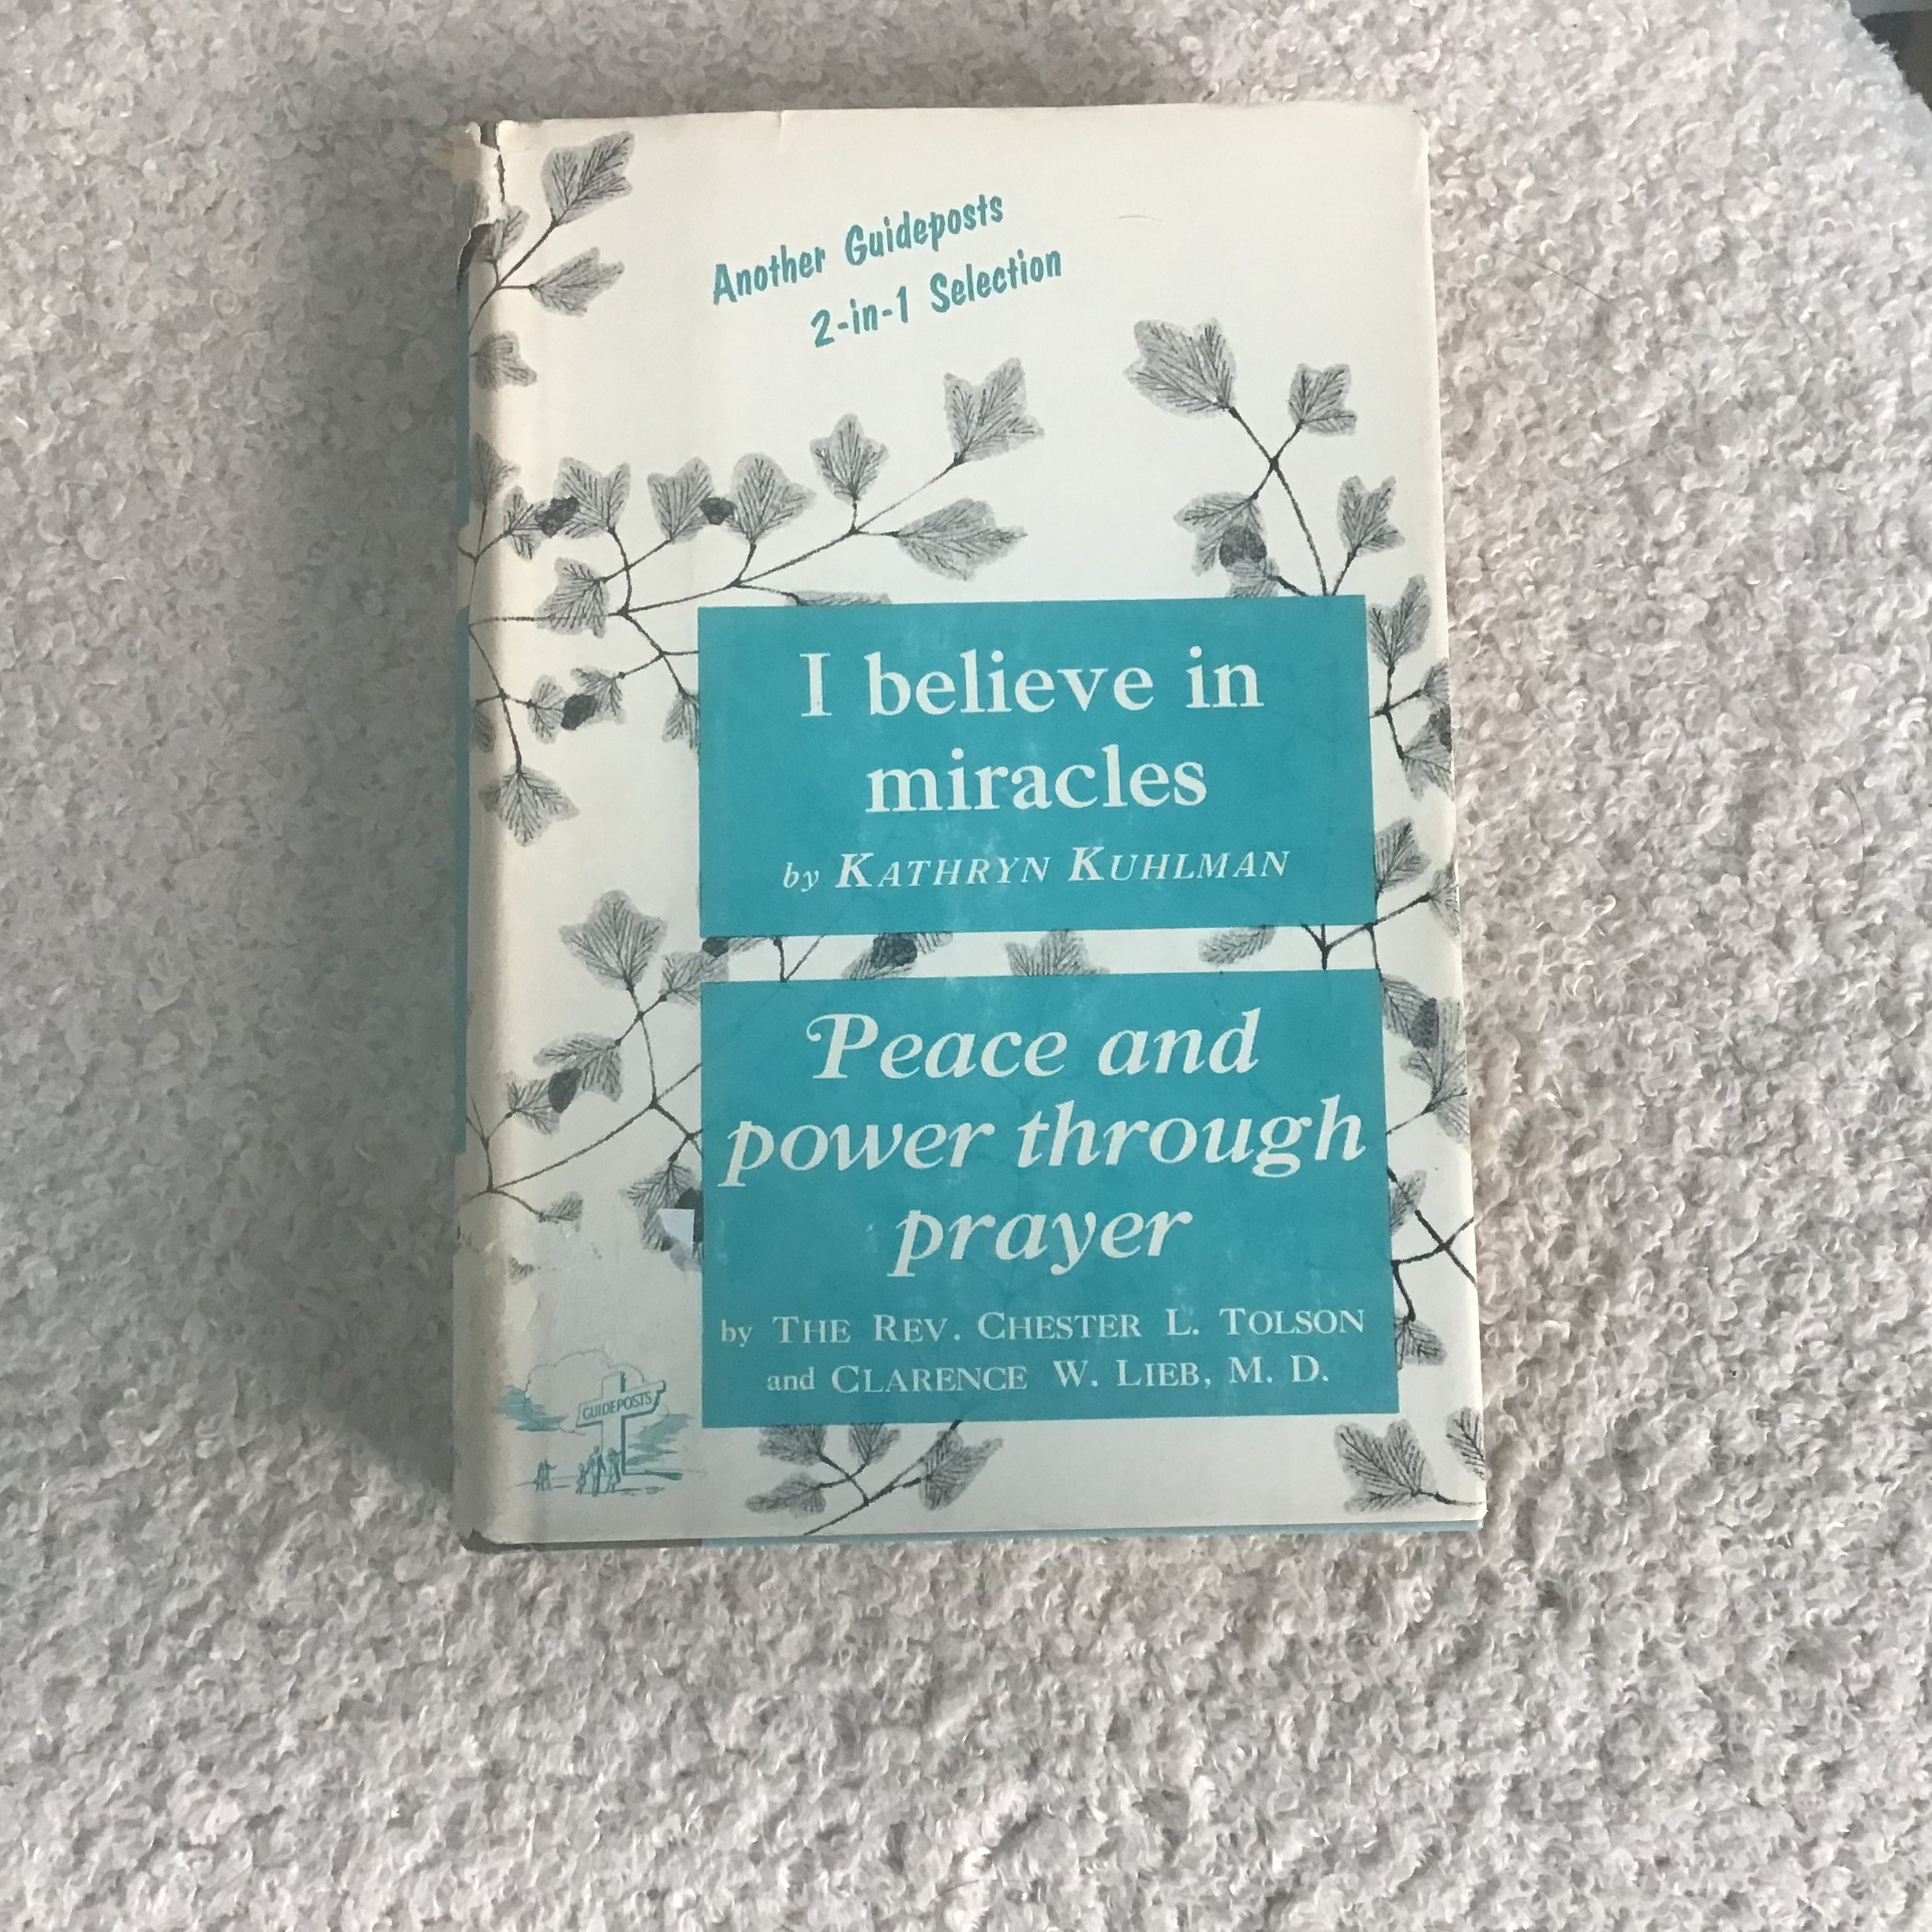 Another Guideposts
2-in-1 Selection
I believe in
miracles
by KATHRYN KUHLMAN
Peace and
power through
prayer
by THE REV. CHESTER L. TOLSON
and CLARENCE W. LIEB, M. D.
GUIDEPOSTS